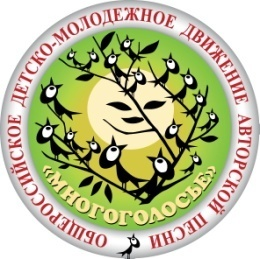 ОБЩЕРОССИЙСКОЕ ДЕТСКО-МОЛОДЕЖНОЕ ДВИЖЕНИЕ АВТОРСКОЙ ПЕСНИ
«МНОГОГОЛОСЬЕ»